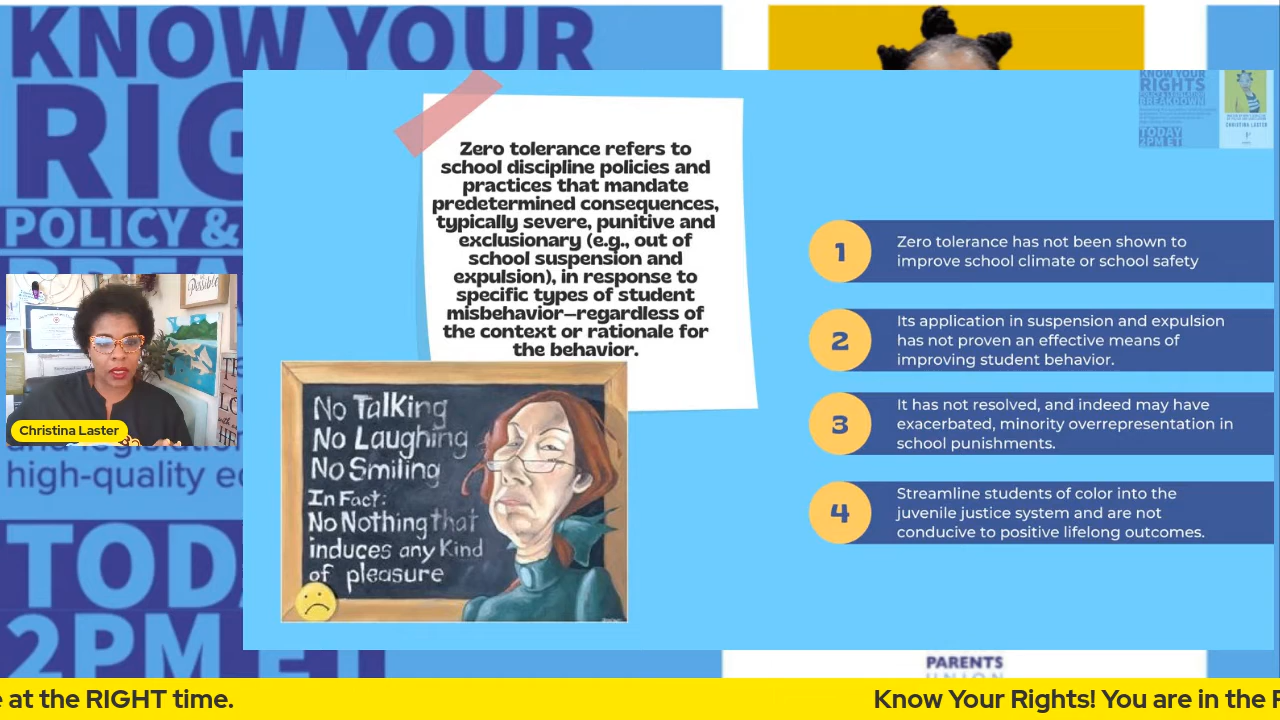 KNOW YOUR
RIG
POLICY &
high-quality
TODA
2PM ET
Christina Laster
Zero tolerance refers to
school discipline policies and
practices that mandate
predetermined consequences,
typically severe, punitive and
exclusionary (e.g., out of
school suspension and
expulsion), in response to
specific types of student
misbehavior—regardless of
the context or rationale for
the behavior.
No Talking
No Laughing
No Smiling
In Fact:
No Nothing that
induces any Kind
of pleasure
KNOW YOUR
RIGHTS
BREAKDOWN
TODAY
2PM ET
CHRISTINA LASTER
1
Zero tolerance has not been shown to
improve school climate or school safety
2
Its application in suspension and expulsion
has not proven an effective means of
improving student behavior.
3
It has not resolved, and indeed may have
exacerbated, minority overrepresentation in
school punishments.
4
Streamline students of color into the
juvenile justice system and are not
conducive to positive lifelong outcomes.
PARENTS
UNION
e at the RIGHT time.
Know Your Rights! You are in the R